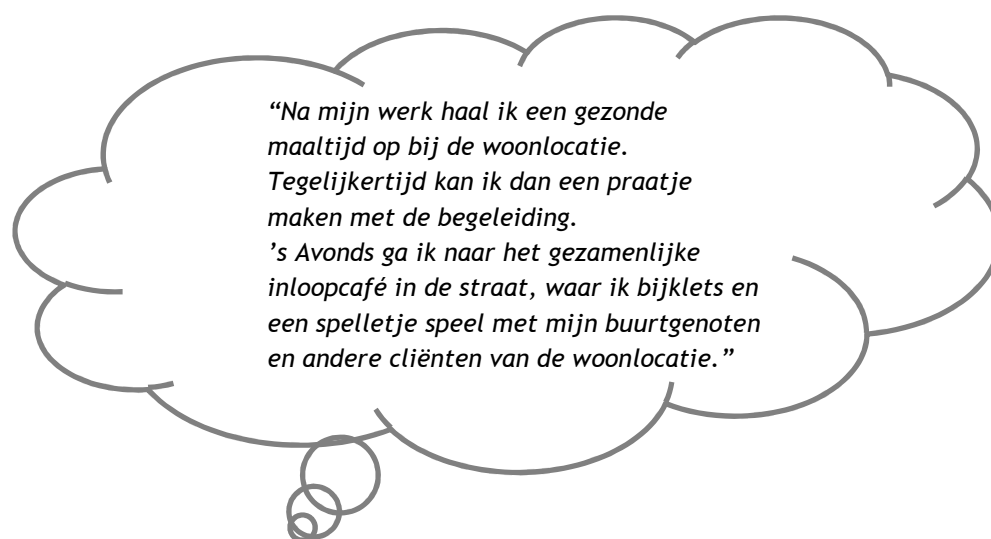 “Na mijn werk haal ik een gezonde
maaltijd op bij de woonlocatie.
Tegelijkertijd kan ik dan een praatje
maken met de begeleiding.
’s Avonds ga ik naar het gezamenlijke
inloopcafé in de straat, waar ik bijklets en
een spelletje speel met mijn buurtgenoten
en andere cliënten van de woonlocatie.”